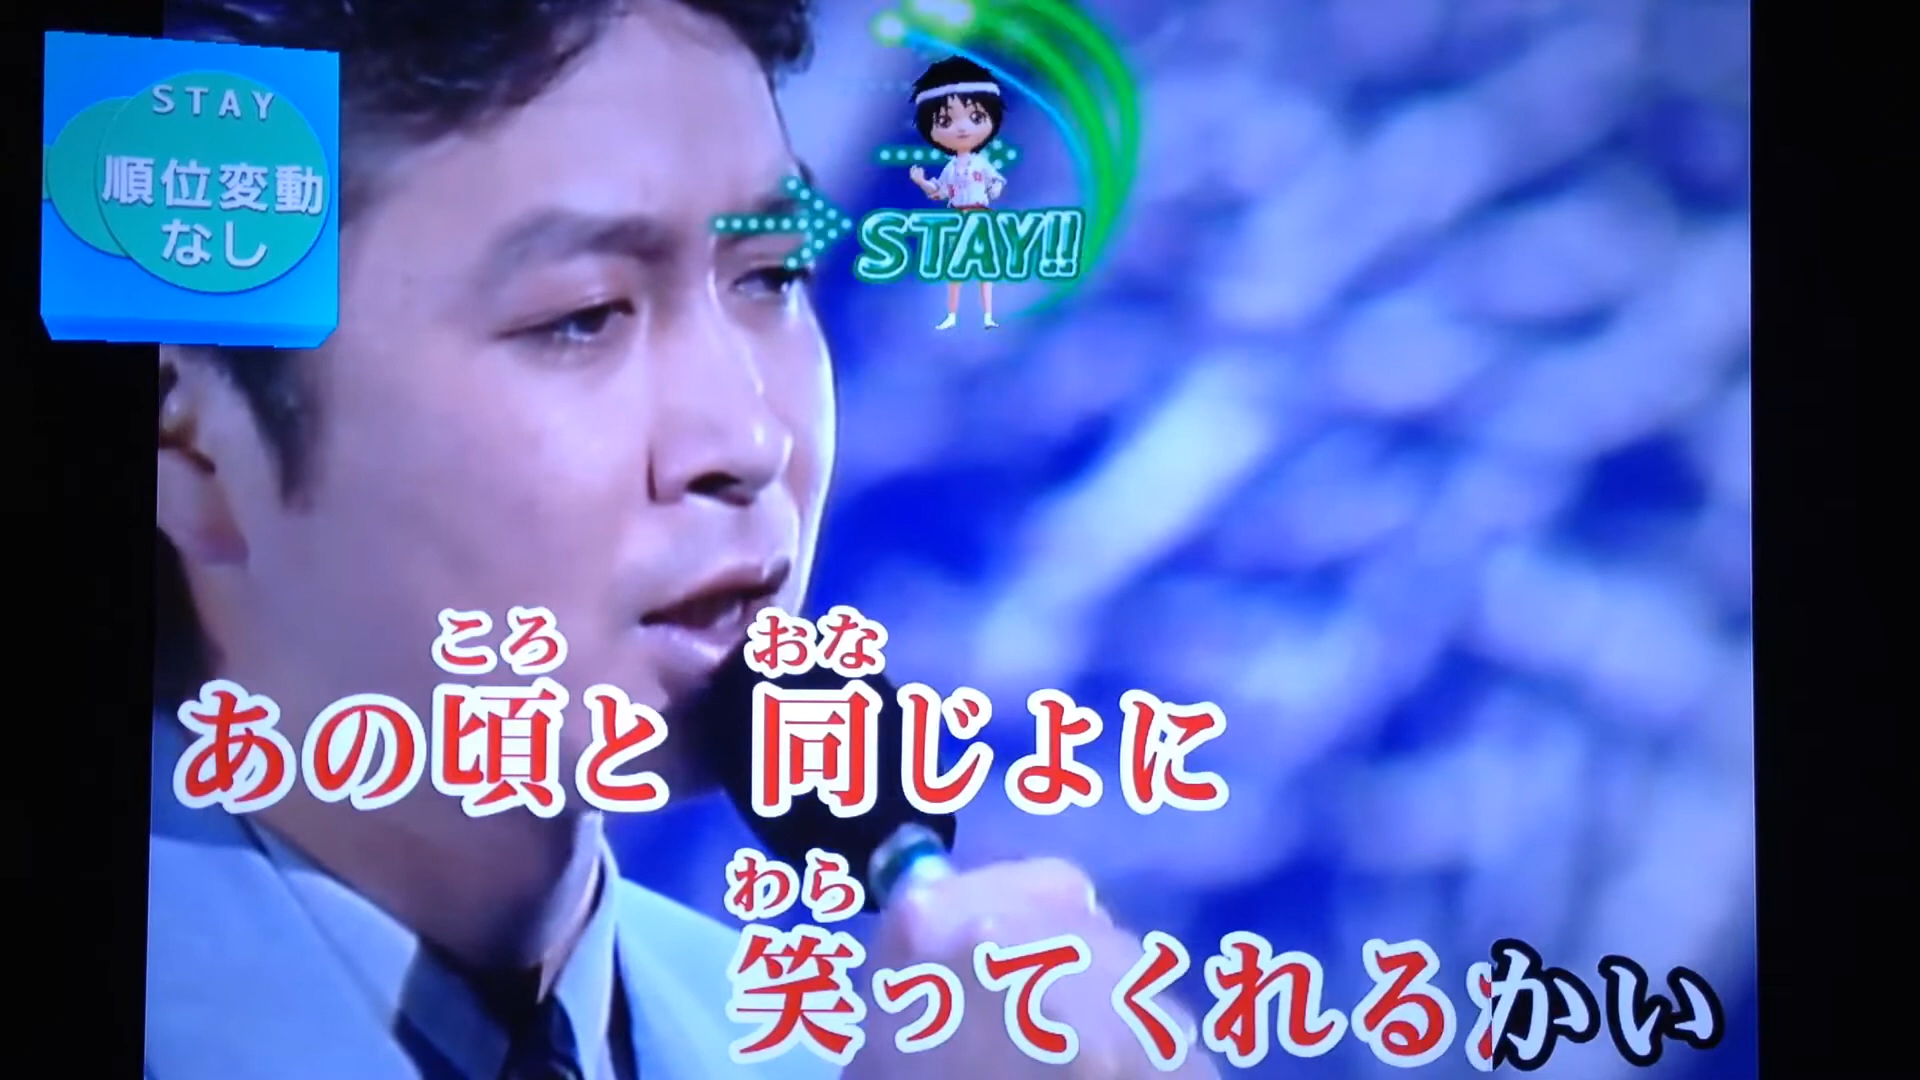 STAY
順位変動
なし
STAY!!
ころ おな
あの頃と 同じよに
わら
笑ってくれるかい